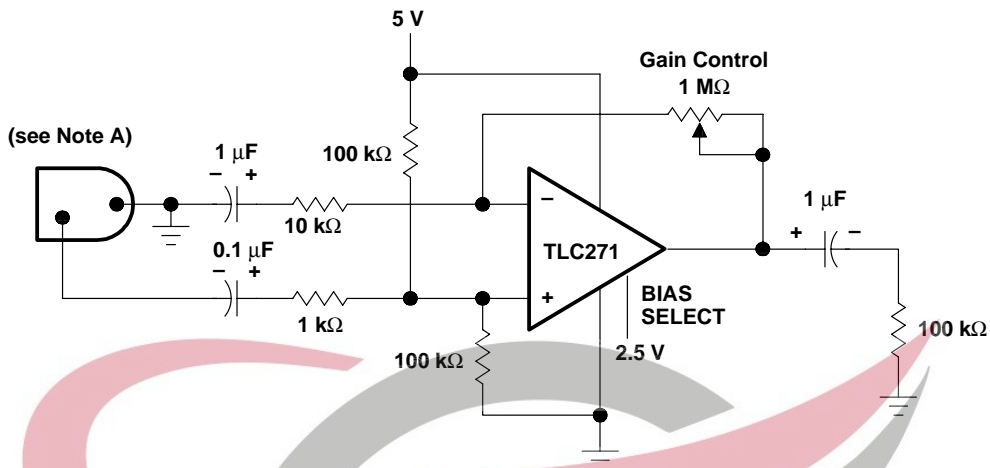 5 V
Gain Control
1 MΩ
(see Note A)
1 μF
− +
100 kΩ
10 kΩ
−
1 μF
+ −
0.1 μF
− +
TLC271
1 kΩ
+
BIAS
SELECT
2.5 V
100 kΩ
100 kΩ